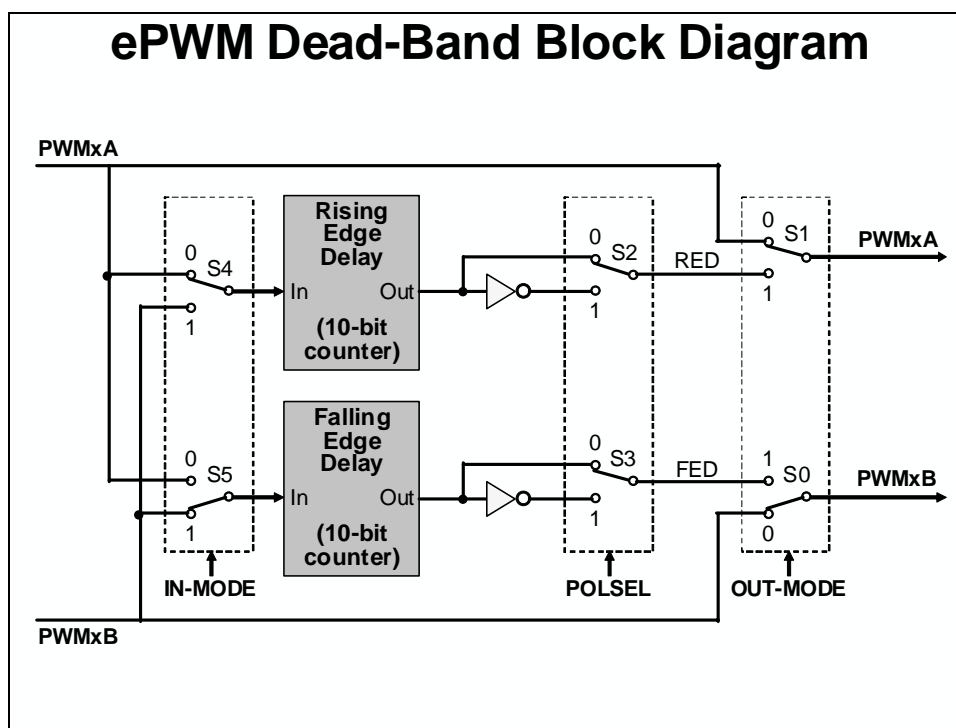 ePWM Dead-Band Block Diagram
PWMxA
0
S4
1
Rising
Edge
Delay
In
Out
(10-bit
counter)
0
S2
1
RED
0
S1
1
PWMxA
0
S5
1
Falling
Edge
Delay
In
Out
(10-bit
counter)
0
S3
1
FED
1
S0
0
PWMxB
IN-MODE
POLSEL
OUT-MODE
PWMxB